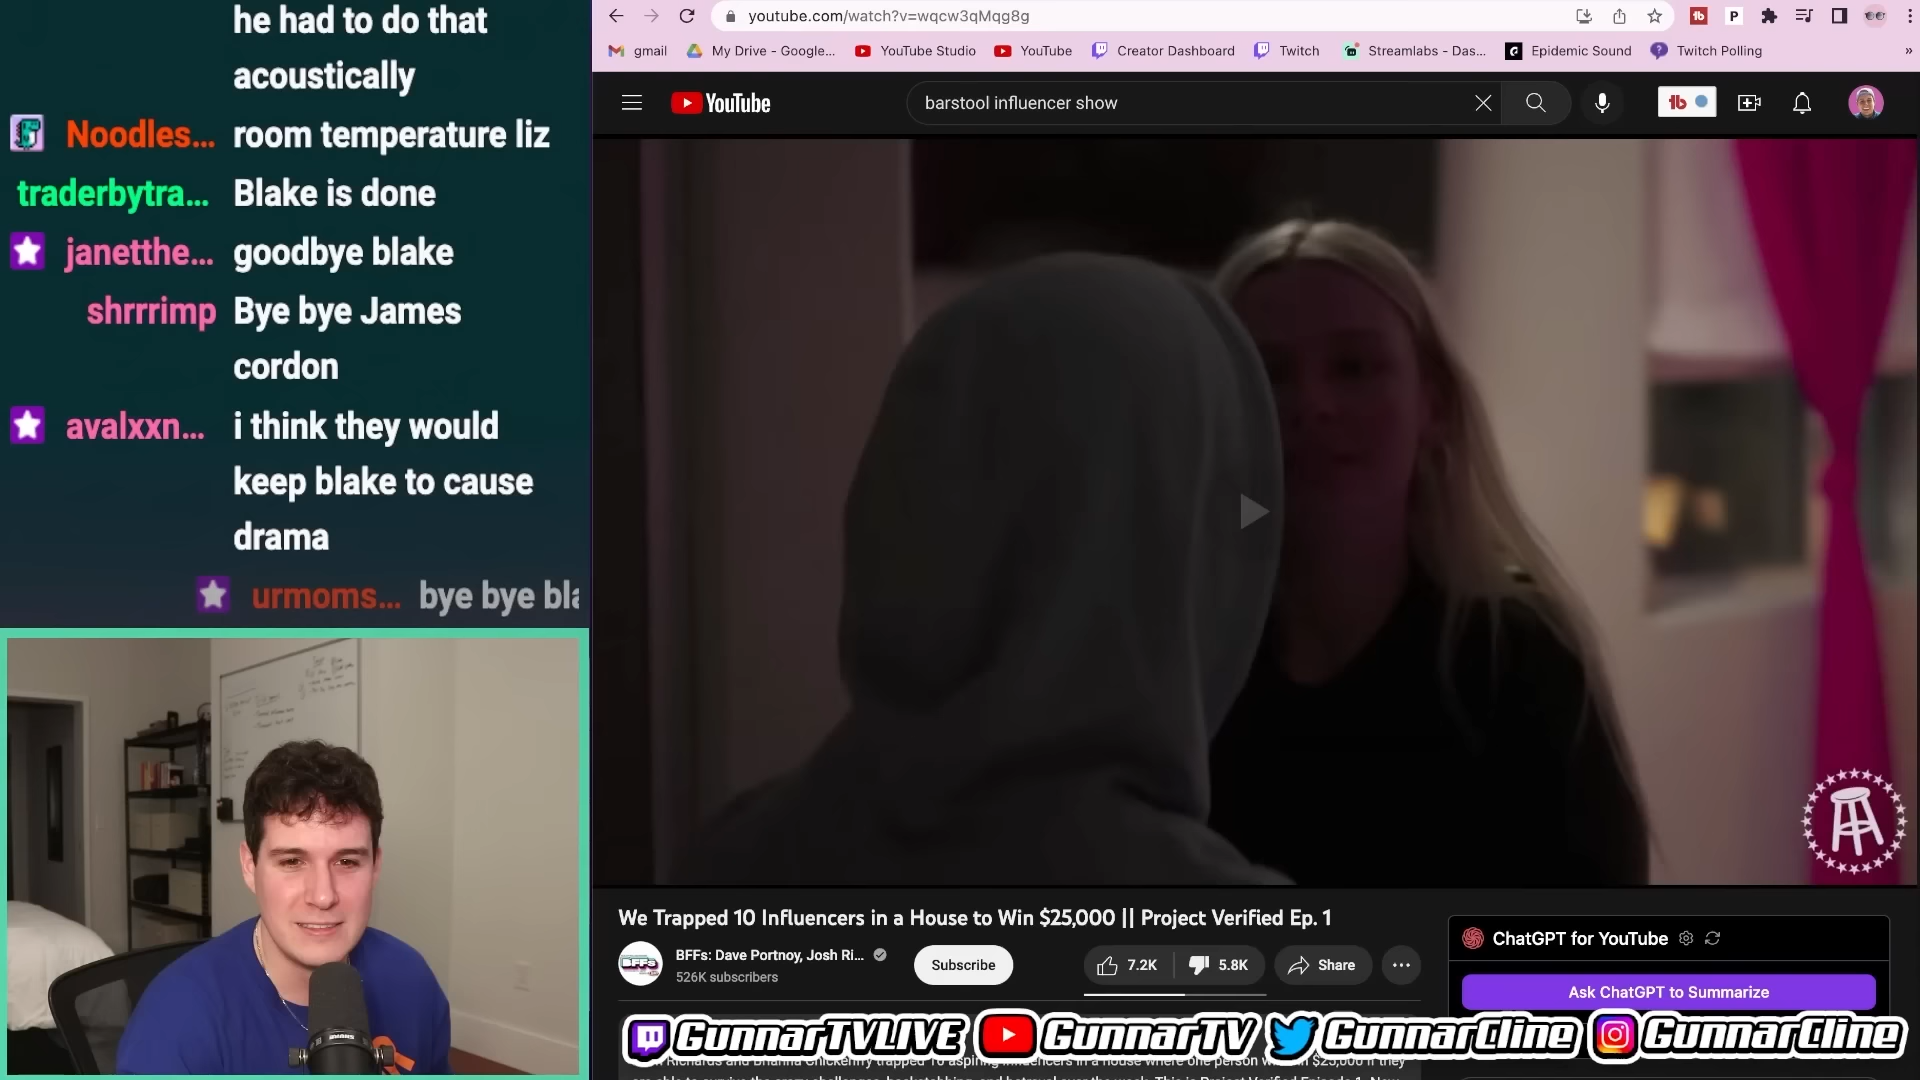 he had to do that
acoustically
Noodles... room temperature liz
traderbytra... Blake is done
janetthe... goodbye blake
shrrrimp Bye bye James
cordon
avalxxn... i think they would
keep blake to cause
drama
urmoms... bye bye bla
youtube.com/watch?v=wqcw3qMqg8g
gmail
My Drive - Google...
YouTube Studio
YouTube
Creator Dashboard
Twitch
Streamlabs - Das...
Epidemic Sound
Twitch Polling
»
YouTube
barstool influencer show
tb
We Trapped 10 Influencers in a House to Win $25,000 || Project Verified Ep. 1
BFFs
BFFs: Dave Portnoy, Josh Ri...
526K subscribers
Subscribe
7.2K
5.8K
Share
ChatGPT for YouTube
Ask ChatGPT to Summarize
GunnarTVLIVE
GunnarTV
GunnarCline
GunnarCline